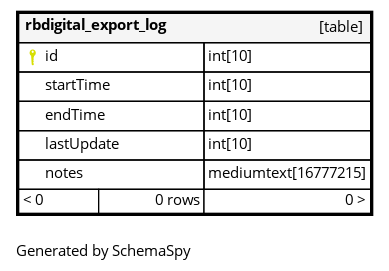 rbdigital_export_log [table]
id int[10]
startTime int[10]
endTime int[10]
lastUpdate int[10]
notes mediumtext[16777215]
< 0 0 rows 0 >
Generated by SchemaSpy